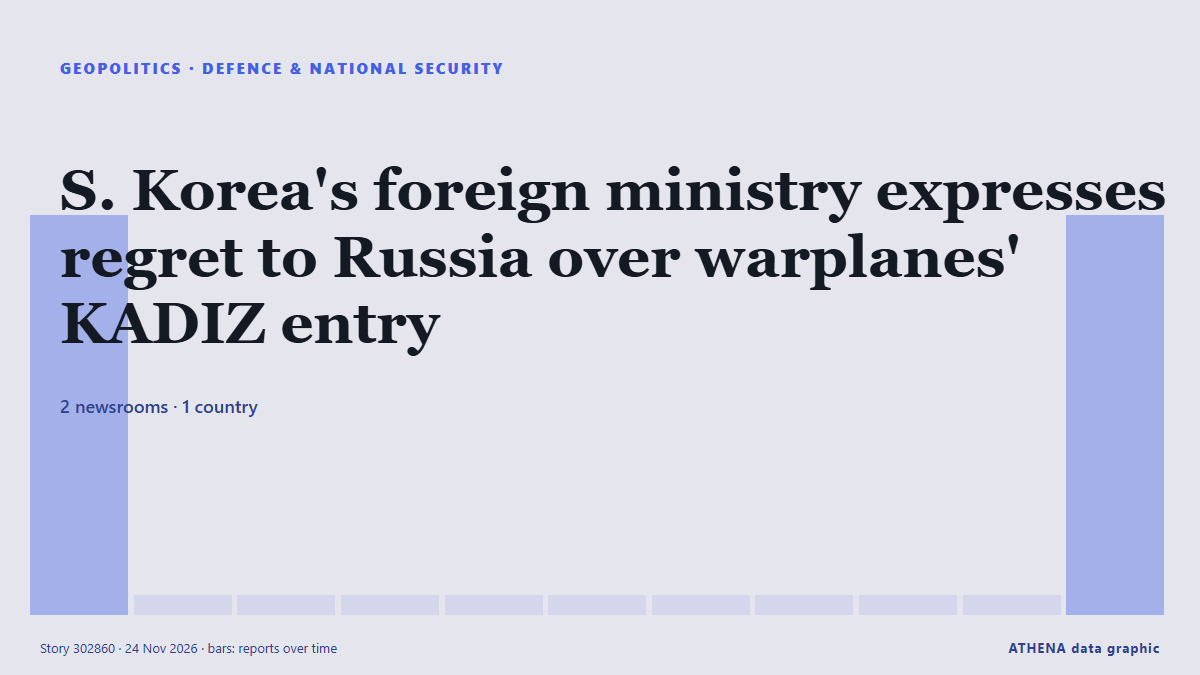 GEOPOLITICS · DEFENCE & NATIONAL SECURITY
S. Korea's foreign ministry expresses
regret to Russia over warplanes'
KADIZ entry
2 newsrooms · 1 country
Story 302860 · 24 Nov 2026 · bars: reports over time
ATHENA data graphic